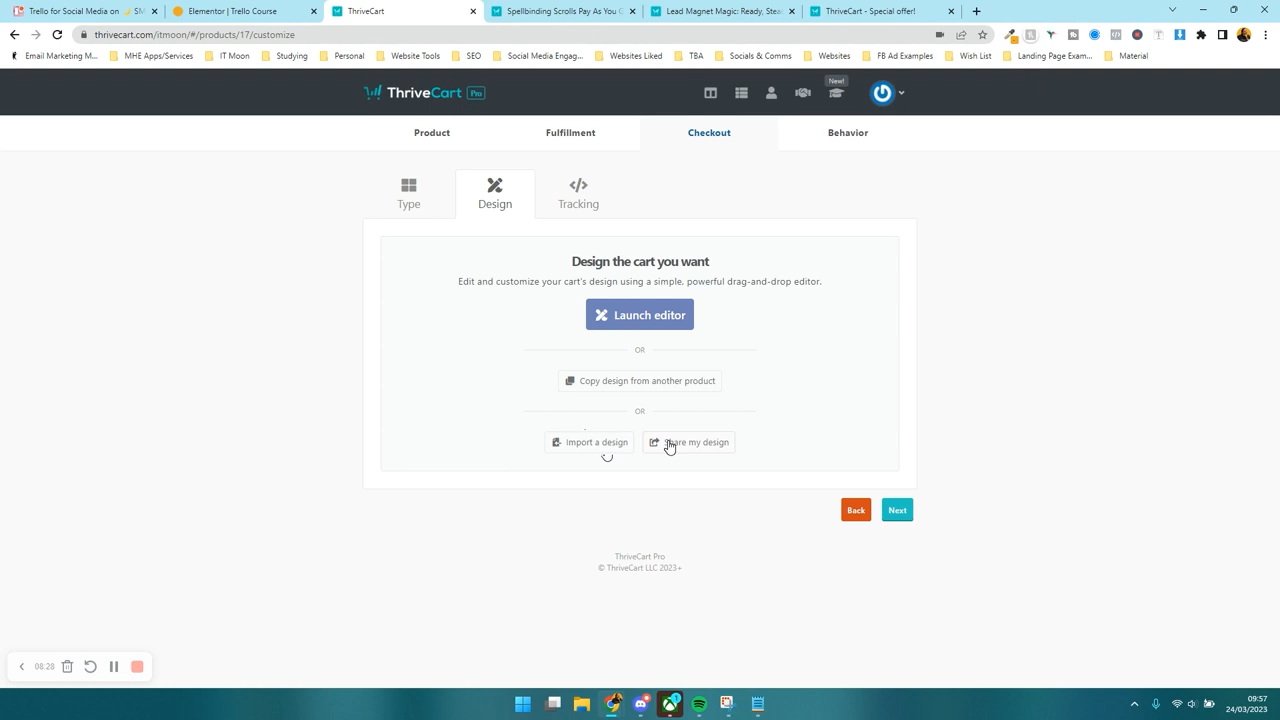 Trello for Social Media on 🌙 SM
Elementor | Trello Course
ThriveCart
Spellbinding Scrolls Pay As You G
Lead Magnet Magic: Ready, Stea
ThriveCart - Special offer!
thrivecart.com/itmoon/#/products/17/customize
Email Marketing M...
MHE Apps/Services
IT Moon
Studying
Personal
Website Tools
SEO
Social Media Engag...
Websites Liked
TBA
Socials & Comms
Websites
FB Ad Examples
Wish List
Landing Page Exam...
Material
ThriveCart Pro
New!
Product
Fulfillment
Checkout
Behavior
Type
Design
Tracking
Design the cart you want
Edit and customize your cart's design using a simple, powerful drag-and-drop editor.
Launch editor
OR
Copy design from another product
OR
Import a design
Share my design
Back
Next
ThriveCart Pro
© ThriveCart LLC 2023+
08:28
1
09:57
24/03/2023